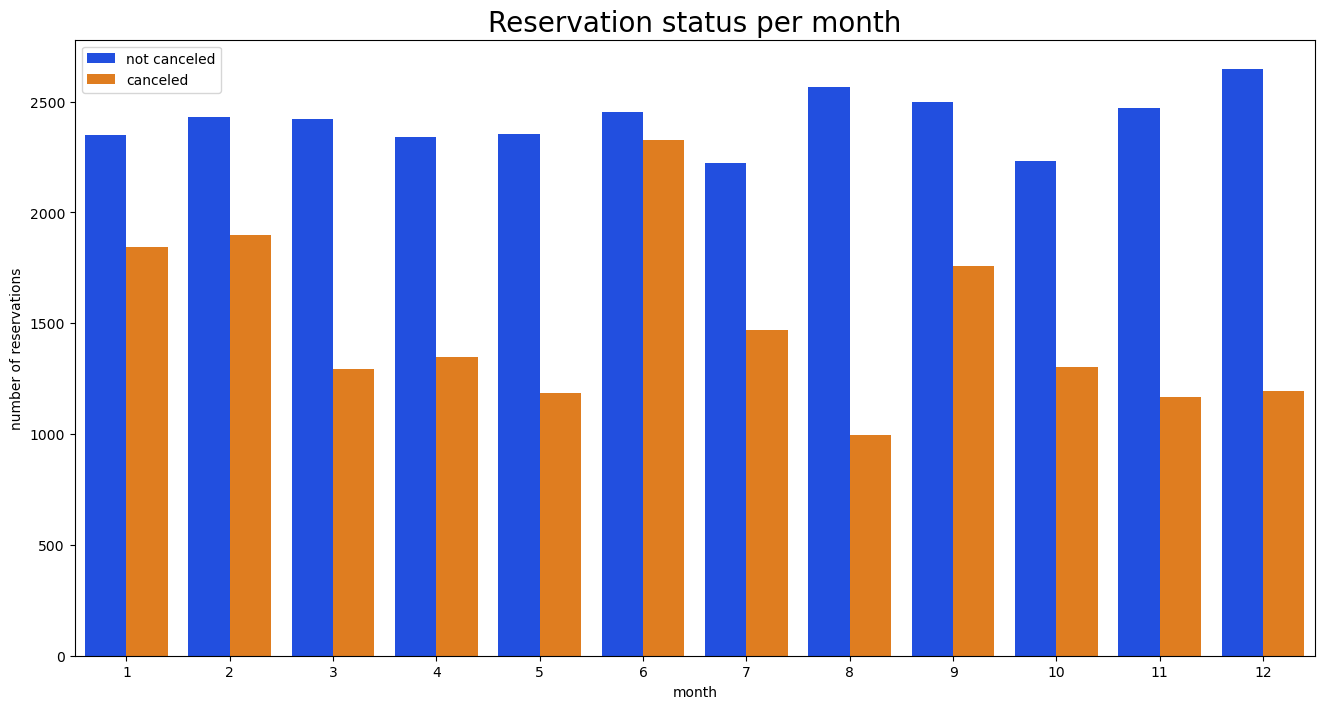 Reservation status per month
not canceled
canceled
number of reservations
2500
2000
1500
1000
500
0
1 2 3 4 5 6 7 8 9 10 11 12
month